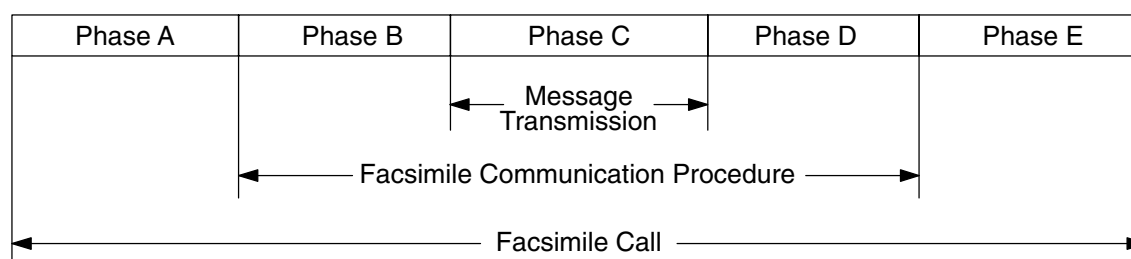 Phase A Phase B Phase C Phase D Phase E
Message
Transmission
Facsimile Communication Procedure
Facsimile Call